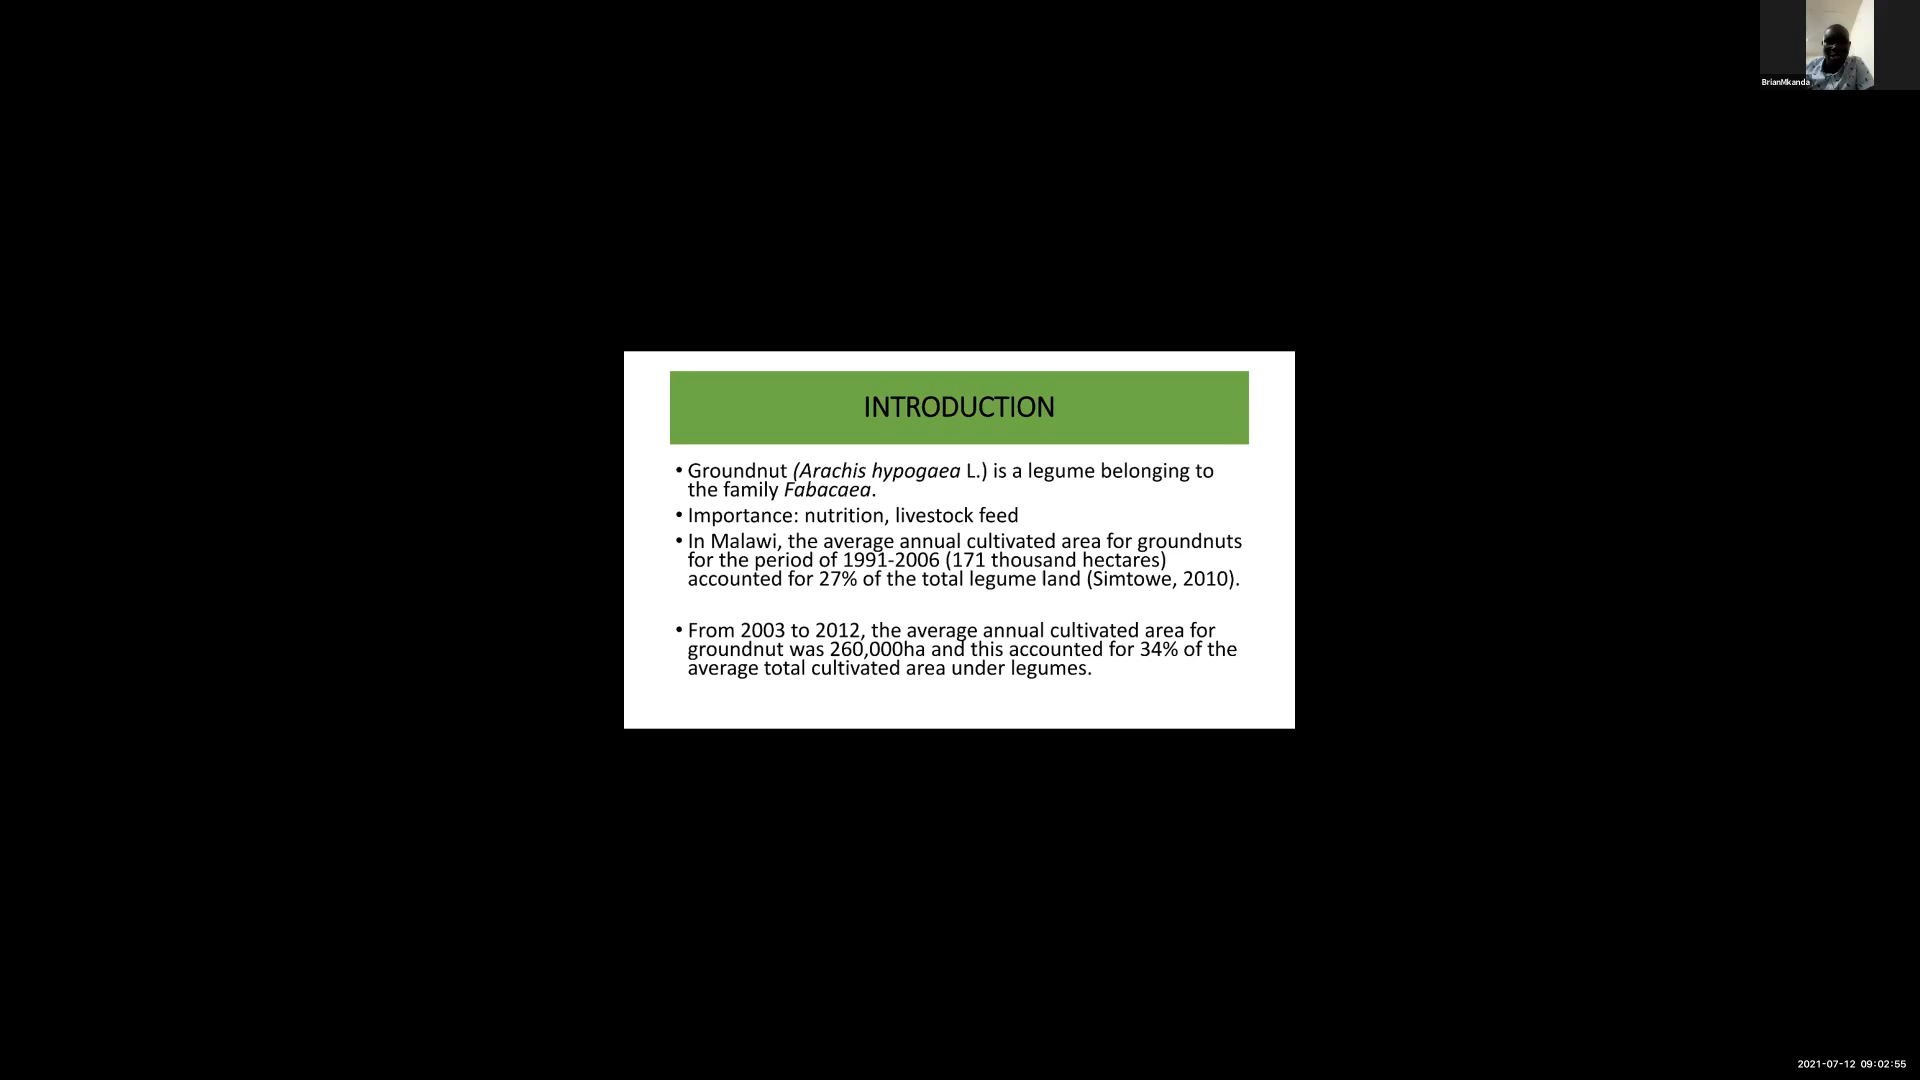 BrianMkanda
INTRODUCTION
• Groundnut (Arachis hypogaea L.) is a legume belonging to
the family Fabacaea.
• Importance: nutrition, livestock feed
• In Malawi, the average annual cultivated area for groundnuts
for the period of 1991-2006 (171 thousand hectares)
accounted for 27% of the total legume land (Simtowe, 2010).
• From 2003 to 2012, the average annual cultivated area for
groundnut was 260,000ha and this accounted for 34% of the
average total cultivated area under legumes.
2021-07-12 09:02:55